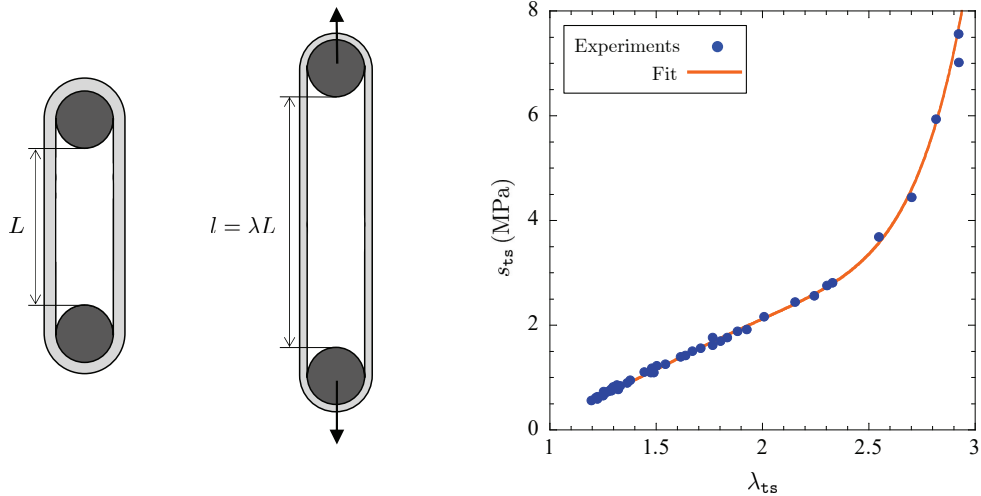 L
l = λL
8
6
4
2
0
s_ts (MPa)
Experiments
Fit
1
1.5
2
2.5
3
λ_ts